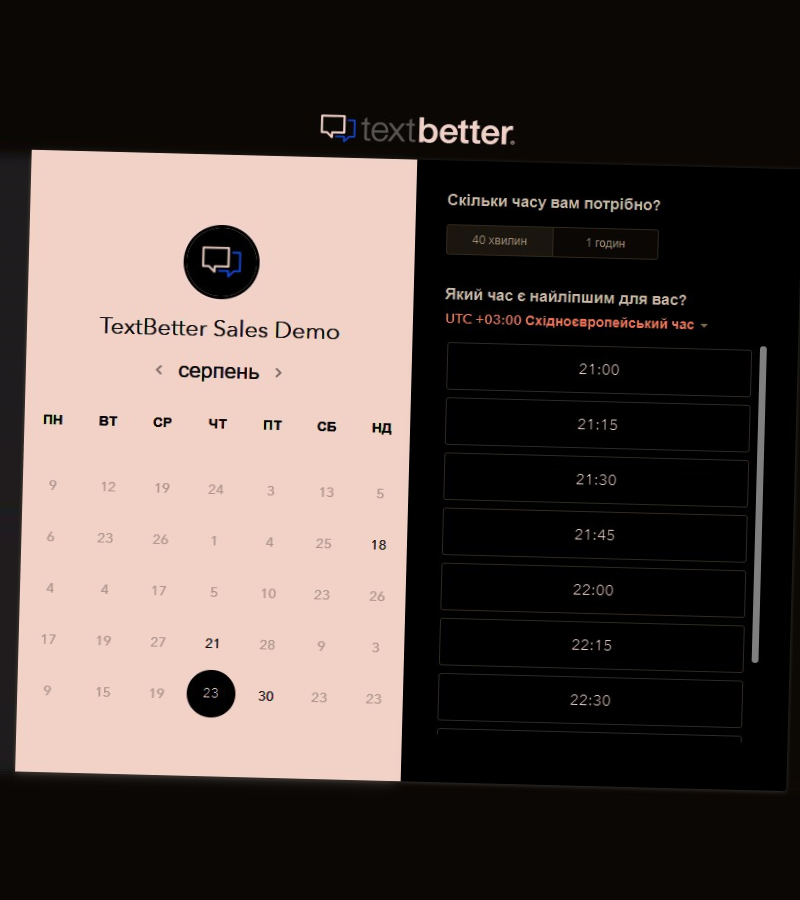 textbetter.
TextBetter Sales Demo
серпень
ПН ВТ СР ЧТ ПТ СБ НД
9 12 19 24 3 13 5
6 23 26 1 4 25 18
4 4 17 5 10 23 26
17 19 27 21 28 9 3
9 15 19 23 30 23 23
Скільки часу вам потрібно?
40 хвилин 1 годин
Який час є найліпшим для вас?
UTC +03:00 Східноєвропейський час
21:00
21:15
21:30
21:45
22:00
22:15
22:30